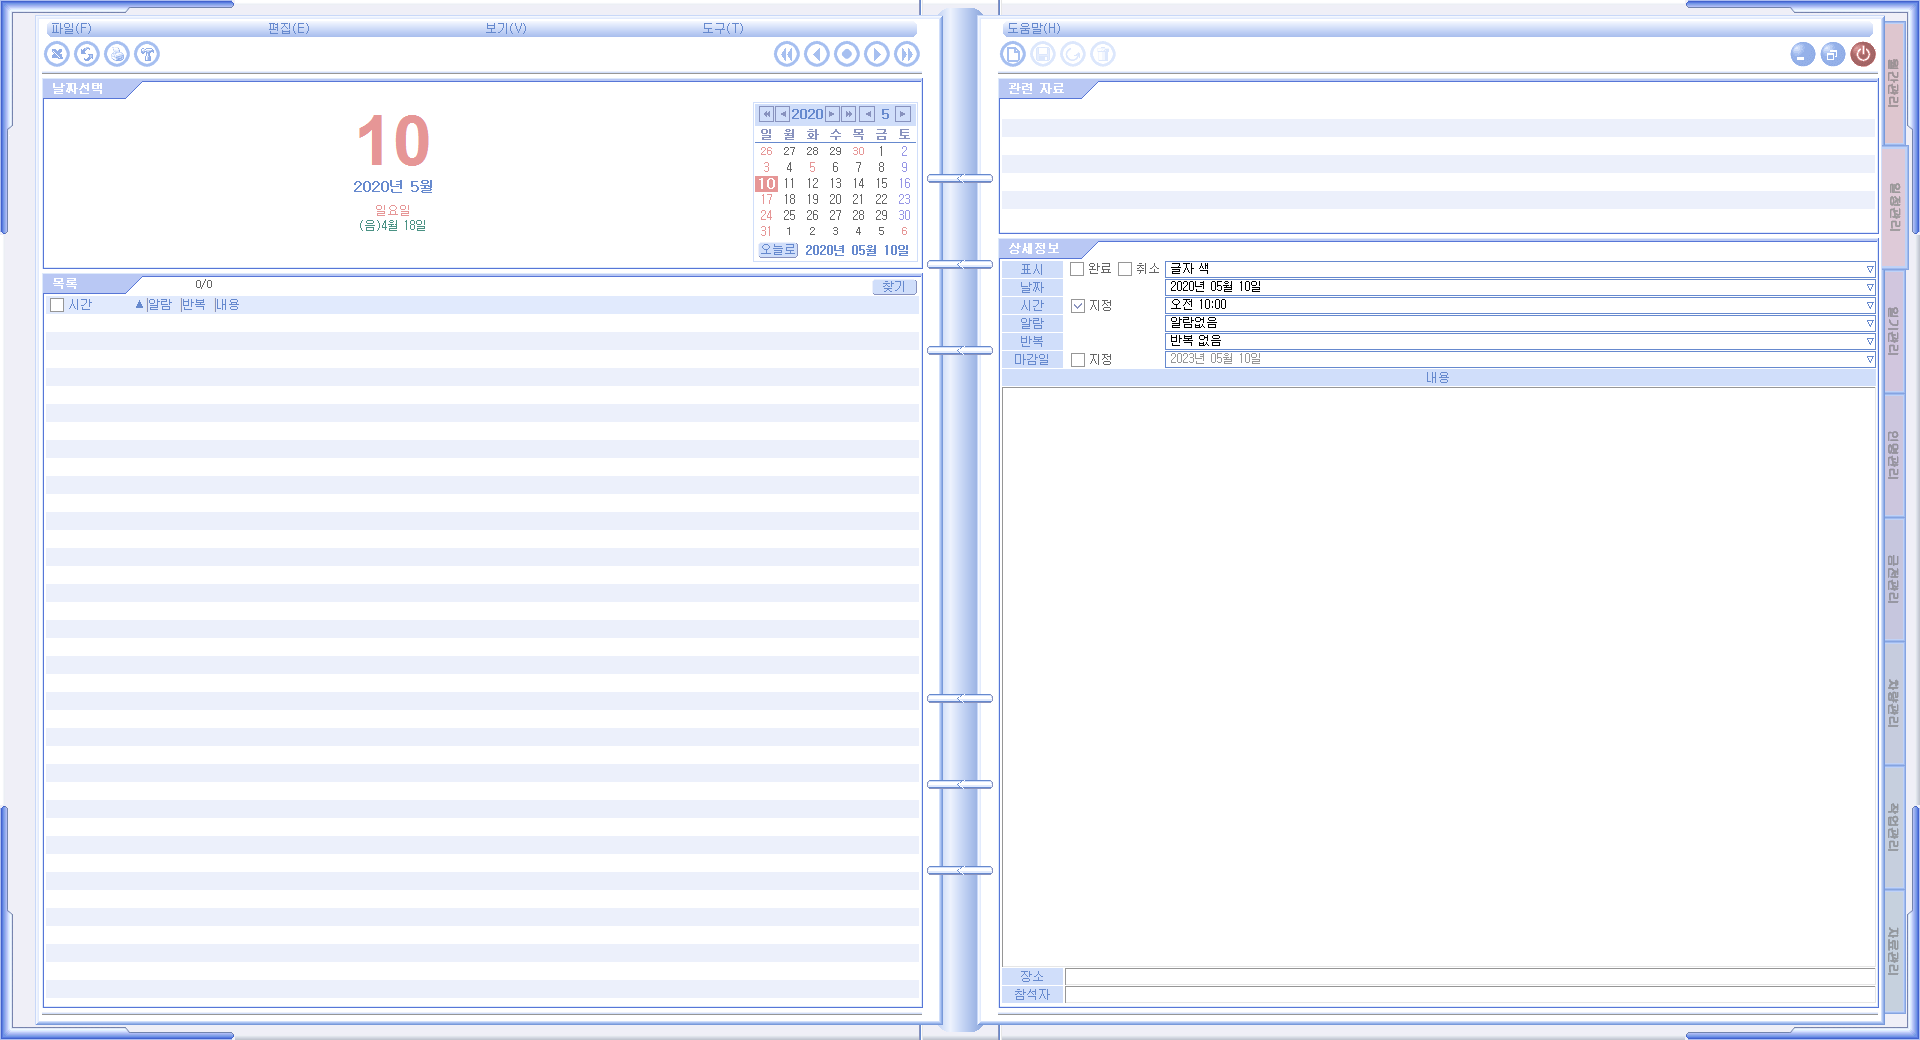 파일(F) 편집(E) 보기(V) 도구(T)
날짜선택
10
2020년 5월
일요일
(음)4월 18일
2020 5
일 월 화 수 목 금 토
26 27 28 29 30 1 2
3 4 5 6 7 8 9
10 11 12 13 14 15 16
17 18 19 20 21 22 23
24 25 26 27 28 29 30
31 1 2 3 4 5 6
오늘로 2020년 05월 10일
목록 0/0 찾기
시간 ▲|알람 |반복 |내용
도움말(H)
관련 자료
상세정보
표시 완료 취소 글자 색
날짜 2020년 05월 10일
시간 지정 오전 10:00
알람 알람없음
반복 반복 없음
마감일 지정 2023년 05월 10일
내용
장소
참석자
월간관리
일정관리
일기관리
인명관리
금전관리
차량관리
작업관리
자료관리